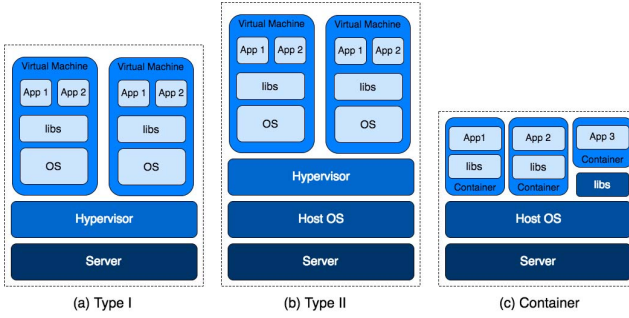 Virtual Machine Virtual Machine
App 1 App 2 App 1 App 2
libs libs
OS OS
Hypervisor
Server
(a) Type I
Virtual Machine Virtual Machine
App 1 App 2 App 1 App 2
libs libs
OS OS
Hypervisor
Host OS
Server
(b) Type II
App1 App 2 App 3
libs libs Container
Container Container libs
Host OS
Server
(c) Container